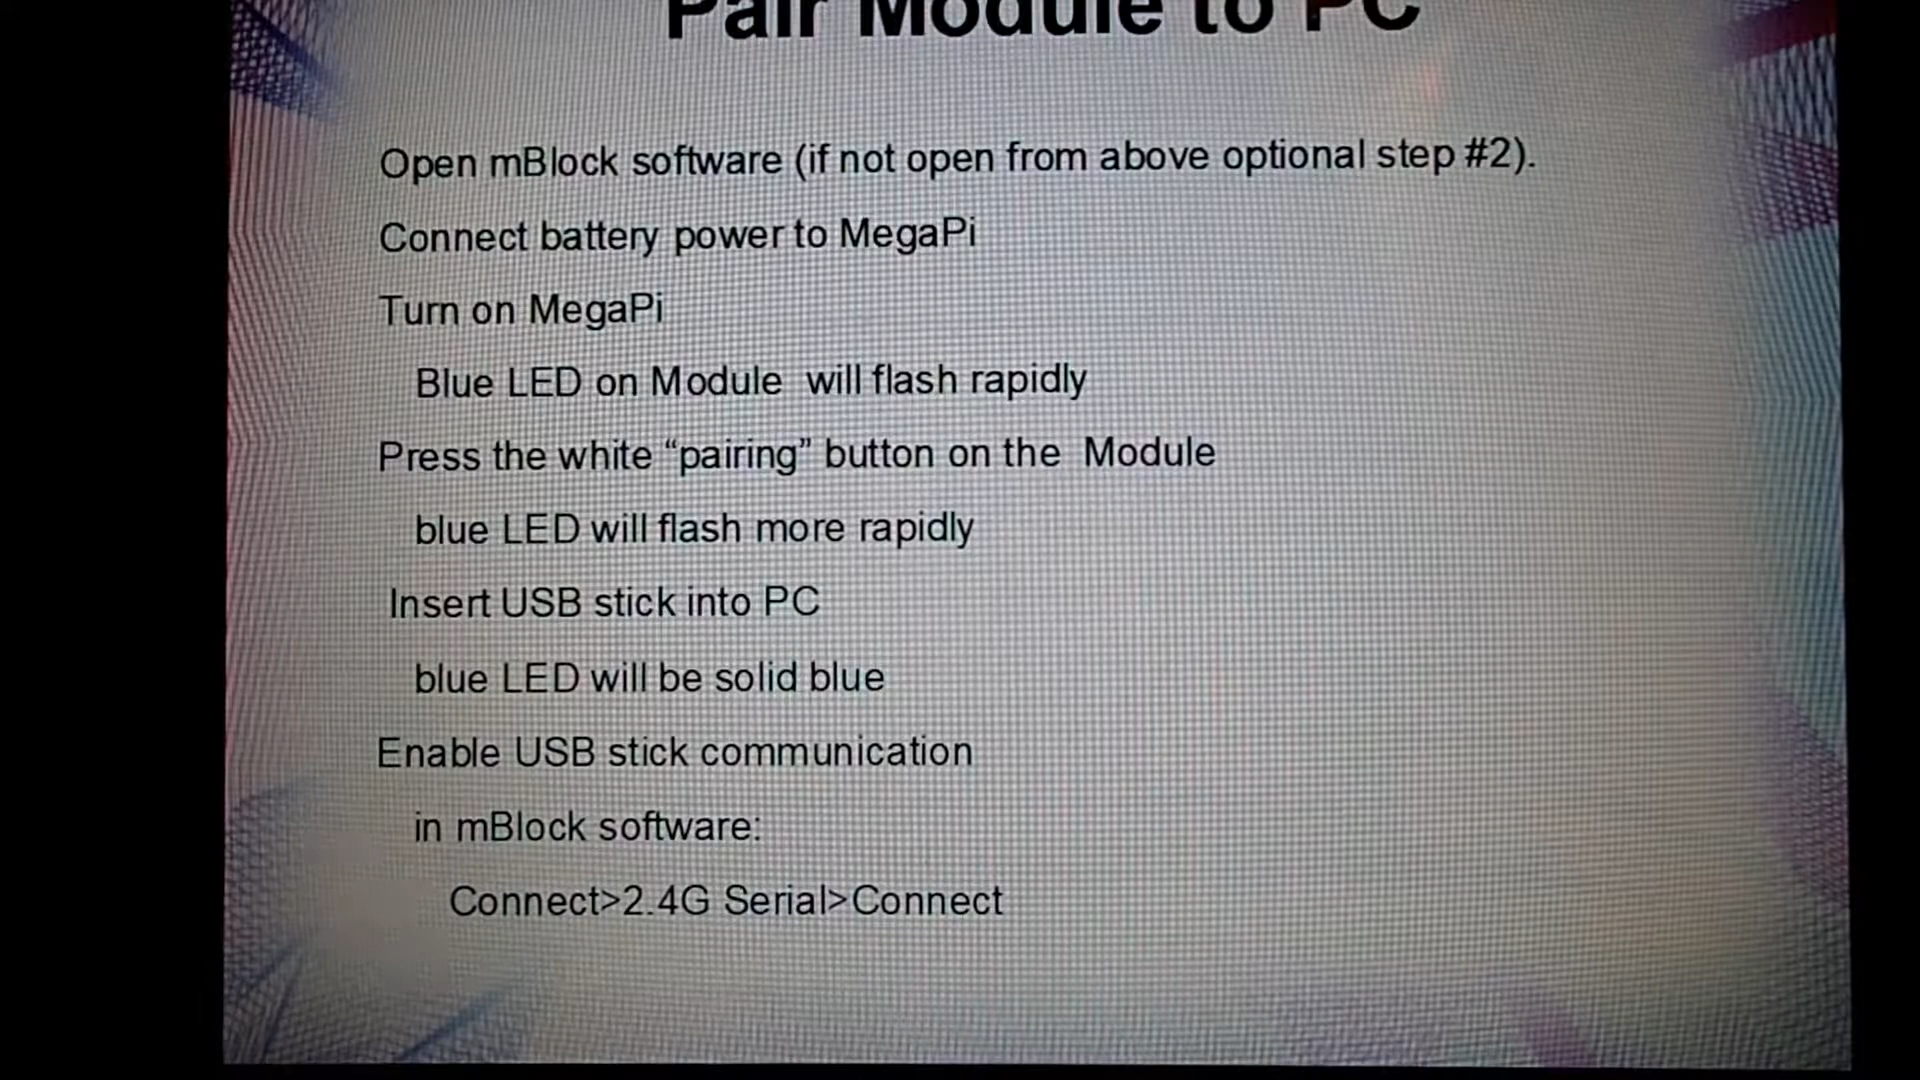 Pair Module to PC
Open mBlock software (if not open from above optional step #2).
Connect battery power to MegaPi
Turn on MegaPi
Blue LED on Module  will flash rapidly
Press the white “pairing” button on the  Module
blue LED will flash more rapidly
Insert USB stick into PC
blue LED will be solid blue
Enable USB stick communication
in mBlock software:
Connect>2.4G Serial>Connect